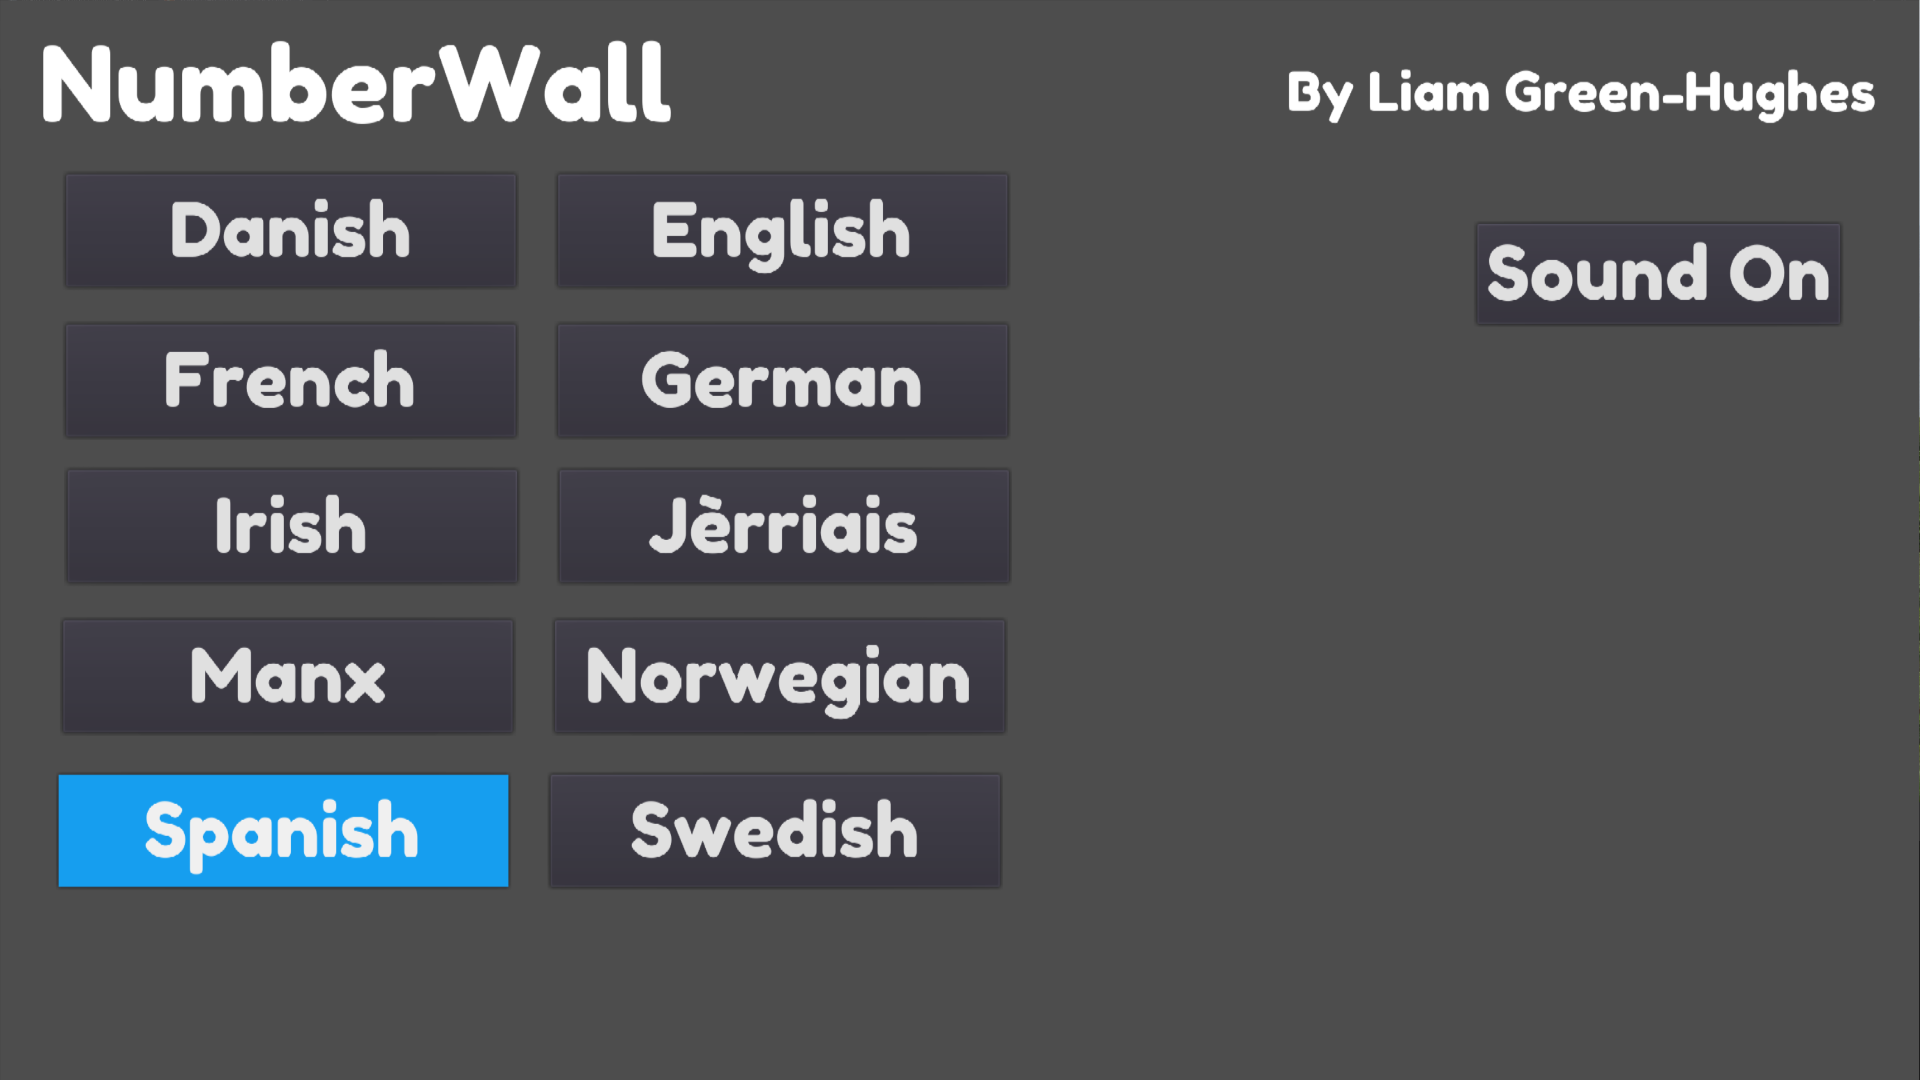 NumberWall
By Liam Green-Hughes
Danish
English
Sound On
French
German
Irish
Jèrriais
Manx
Norwegian
Spanish
Swedish